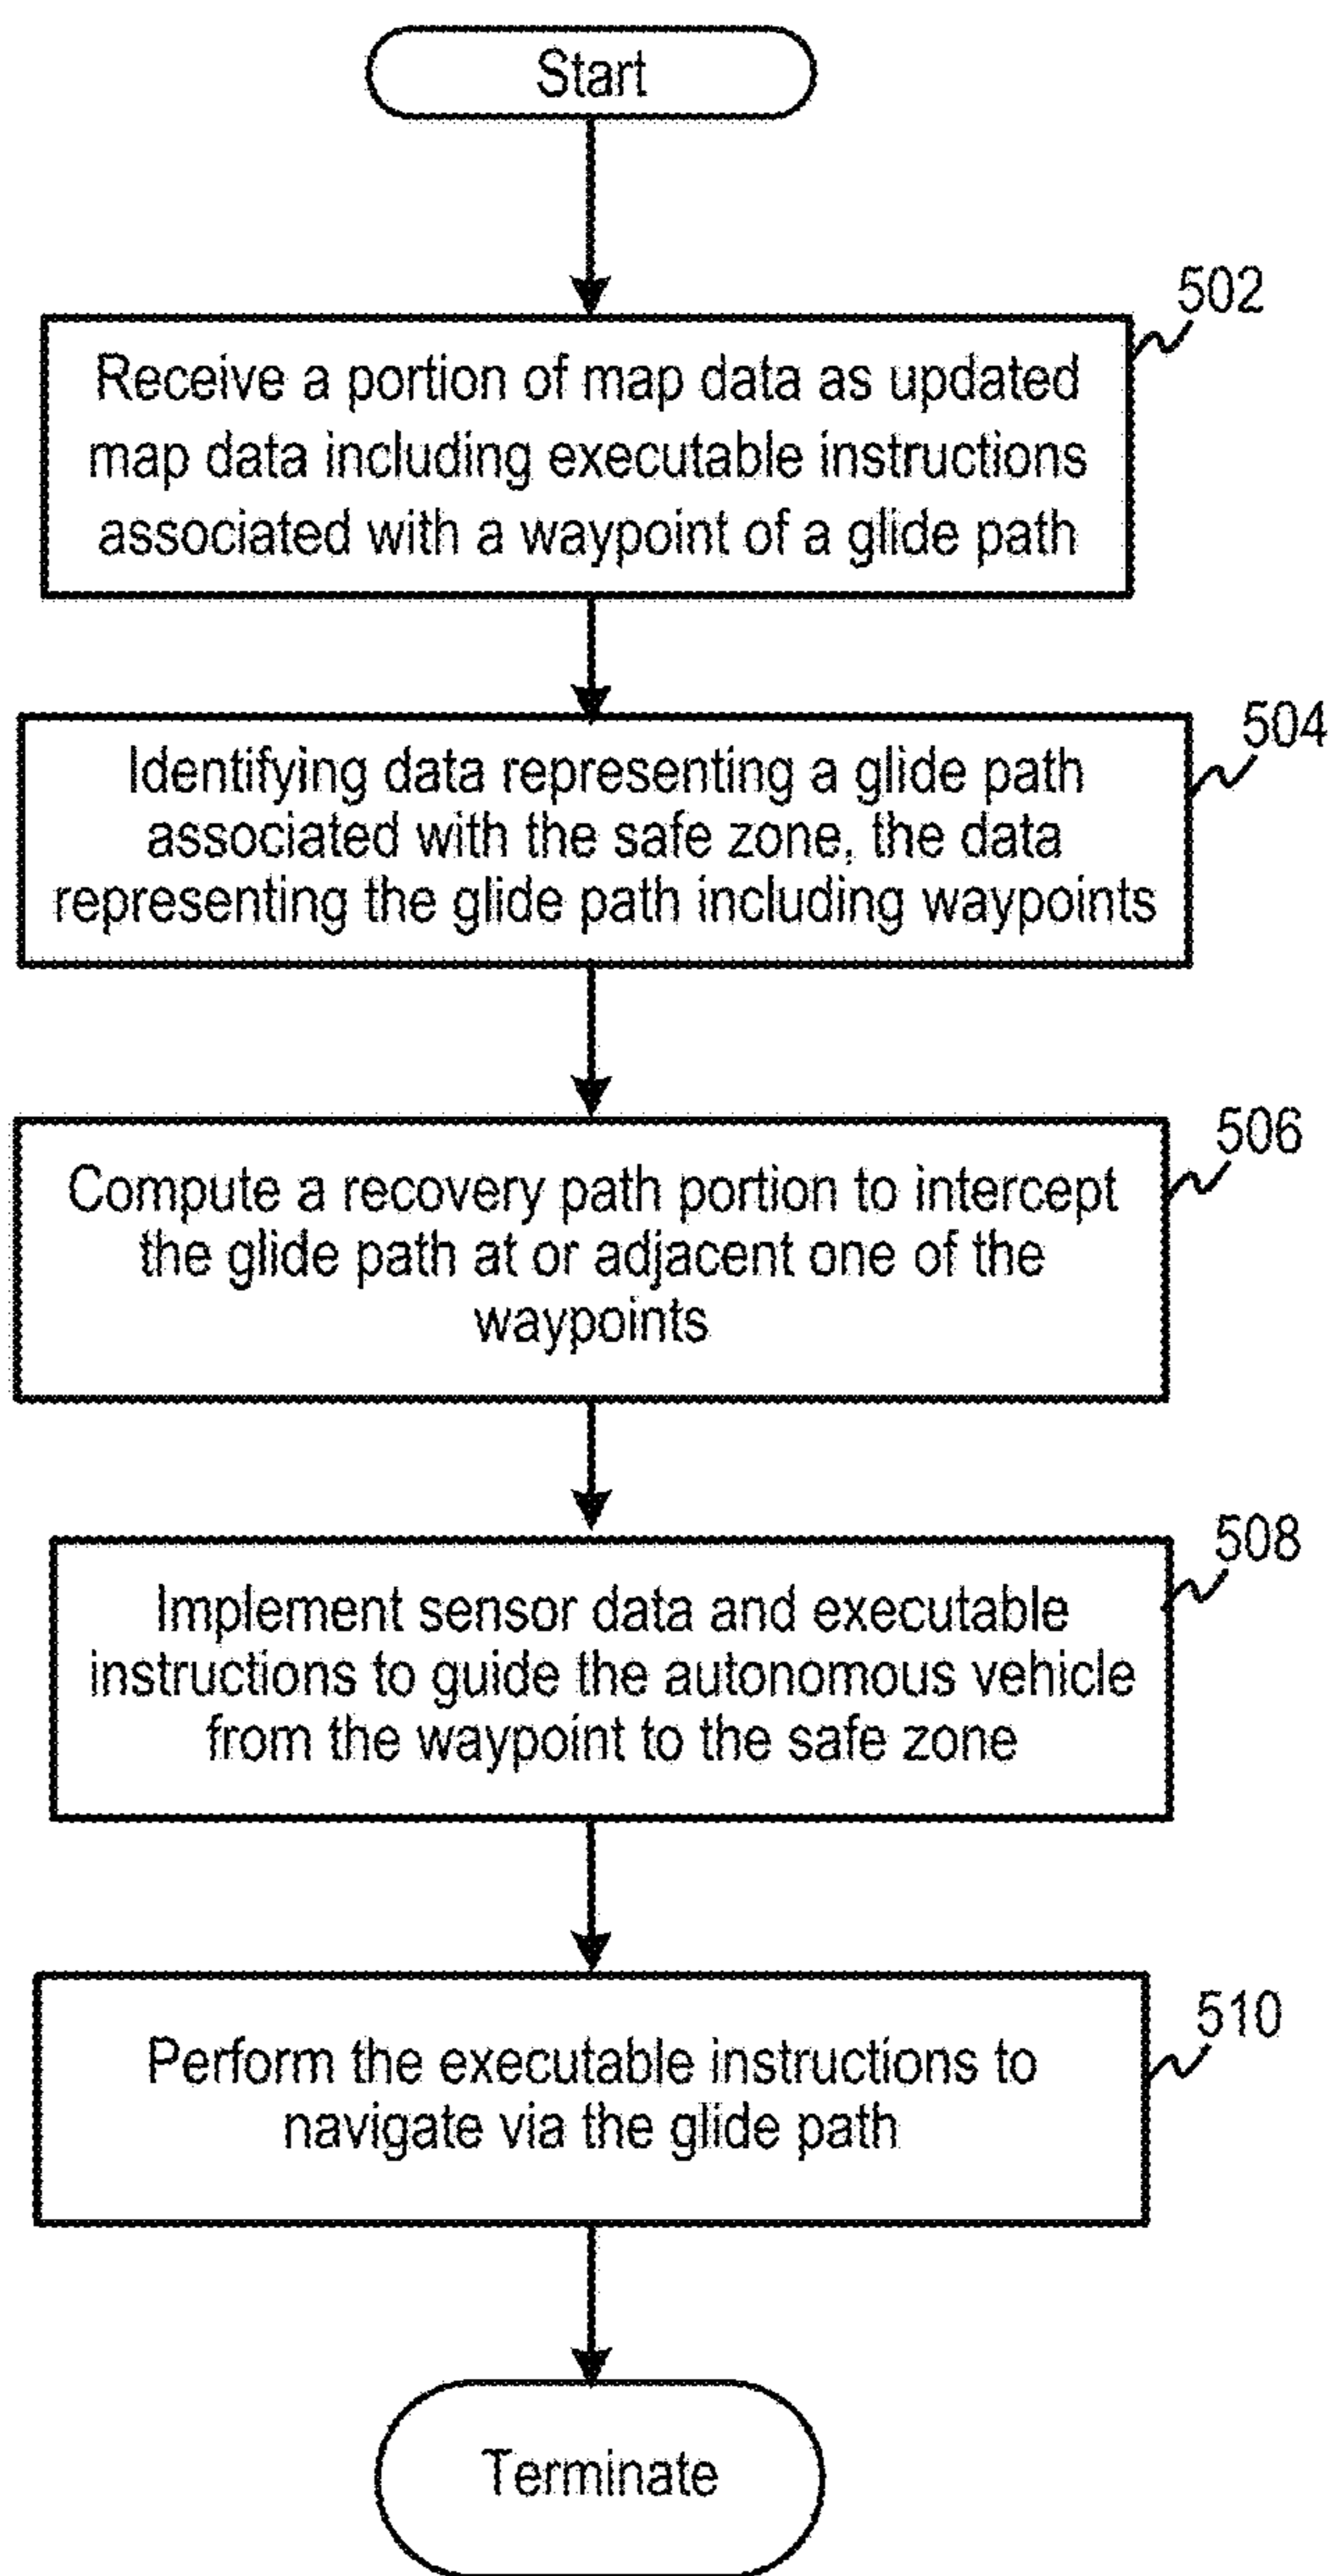 Start
502
Receive a portion of map data as updated
map data including executable instructions
associated with a waypoint of a glide path
504
Identifying data representing a glide path
associated with the safe zone, the data
representing the glide path including waypoints
506
Compute a recovery path portion to intercept
the glide path at or adjacent one of the
waypoints
508
Implement sensor data and executable
instructions to guide the autonomous vehicle
from the waypoint to the safe zone
510
Perform the executable instructions to
navigate via the glide path
Terminate